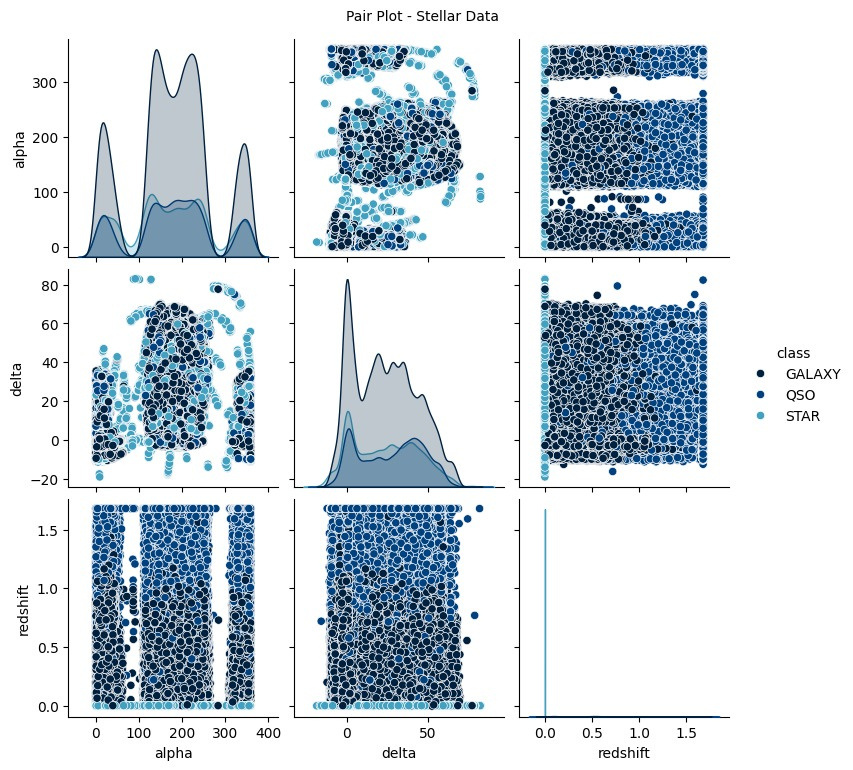 Pair Plot - Stellar Data
300
200
100
0
alpha
80
60
40
20
0
−20
delta
class
GALAXY
QSO
STAR
1.5
1.0
0.5
0.0
redshift
0 100 200 300 400
0 50
0.0 0.5 1.0 1.5
alpha delta redshift